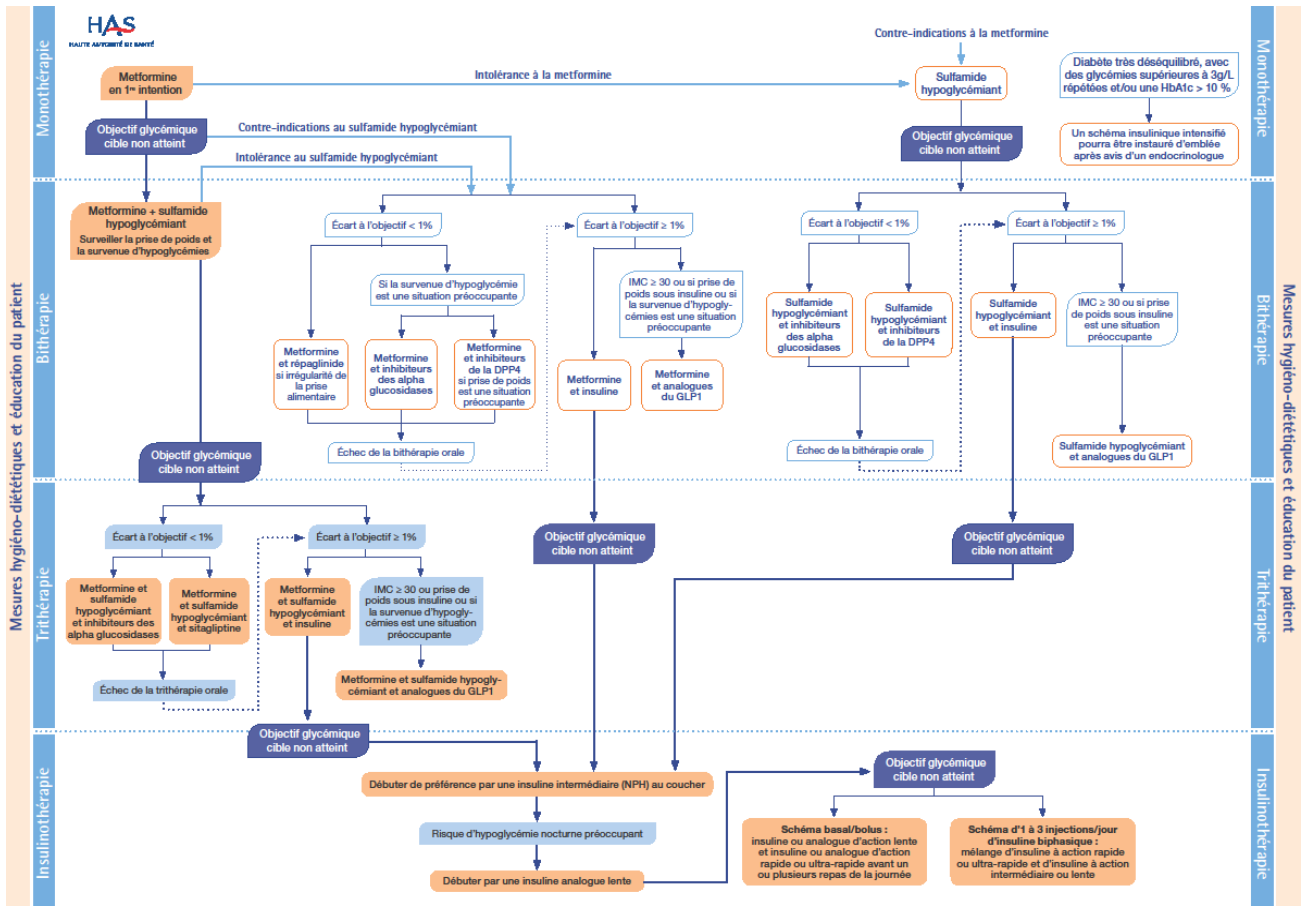 HAS
HAUTE AUTORITÉ DE SANTÉ
Mesures hygiéno-diététiques et éducation du patient
Monothérapie
Metformine
en 1re intention
Intolérance à la metformine
Contre-indications à la metformine
Sulfamide
hypoglycémiant
Diabète très déséquilibré, avec
des glycémies supérieures à 3g/L
répétées et/ou une HbA1c > 10 %
Objectif glycémique
cible non atteint
Contre-indications au sulfamide hypoglycémiant
Intolérance au sulfamide hypoglycémiant
Objectif glycémique
cible non atteint
Un schéma insulinique intensifié
pourra être instauré d'emblée
après avis d'un endocrinologue
Monothérapie
Bithérapie
Metformine + sulfamide
hypoglycémiant
Surveiller la prise de poids et
la survenue d'hypoglycémies
Écart à l'objectif < 1%
Écart à l'objectif ≥ 1%
Si la survenue d'hypoglycémie
est une situation préoccupante
IMC ≥ 30 ou si prise de
poids sous insuline ou si
la survenue d'hypogly-
cémies est une situation
préoccupante
Metformine
et répaglinide
si irrégularité de
la prise
alimentaire
Metformine
et inhibiteurs
des alpha
glucosidases
Metformine
et inhibiteurs
de la DPP4
si prise de poids
est une situation
préoccupante
Metformine
et insuline
Metformine
et analogues
du GLP1
Échec de la bithérapie orale
Écart à l'objectif < 1%
Écart à l'objectif ≥ 1%
Sulfamide
hypoglycémiant
et inhibiteurs
des alpha
glucosidases
Sulfamide
hypoglycémiant
et inhibiteurs
de la DPP4
Sulfamide
hypoglycémiant
et insuline
IMC ≥ 30 ou si prise
de poids sous insuline
est une situation
préoccupante
Échec de la bithérapie orale
Sulfamide hypoglycémiant
et analogues du GLP1
Bithérapie
Objectif glycémique
cible non atteint
Trithérapie
Écart à l'objectif < 1%
Écart à l'objectif ≥ 1%
Metformine et
sulfamide
hypoglycémiant
et inhibiteurs des
alpha glucosidases
Metformine
et sulfamide
hypoglycémiant
et sitagliptine
Metformine
et sulfamide
hypoglycémiant
et insuline
IMC ≥ 30 ou prise de
poids sous insuline ou si
la survenue d'hypogly-
cémies est une situation
préoccupante
Échec de la trithérapie orale
Metformine et sulfamide hypogly-
cémiant et analogues du GLP1
Objectif glycémique
cible non atteint
Objectif glycémique
cible non atteint
Trithérapie
Insulinothérapie
Objectif glycémique
cible non atteint
Débuter de préférence par une insuline intermédiaire (NPH) au coucher
Risque d'hypoglycémie nocturne préoccupant
Débuter par une insuline analogue lente
Objectif glycémique
cible non atteint
Schéma basal/bolus :
insuline ou analogue d'action lente
et insuline ou analogue d'action
rapide ou ultra-rapide avant un
ou plusieurs repas de la journée
Schéma d'1 à 3 injections/jour
d'insuline biphasique :
mélange d'insuline à action rapide
ou ultra-rapide et d'insuline à action
intermédiaire ou lente
Insulinothérapie
Mesures hygiéno-diététiques et éducation du patient